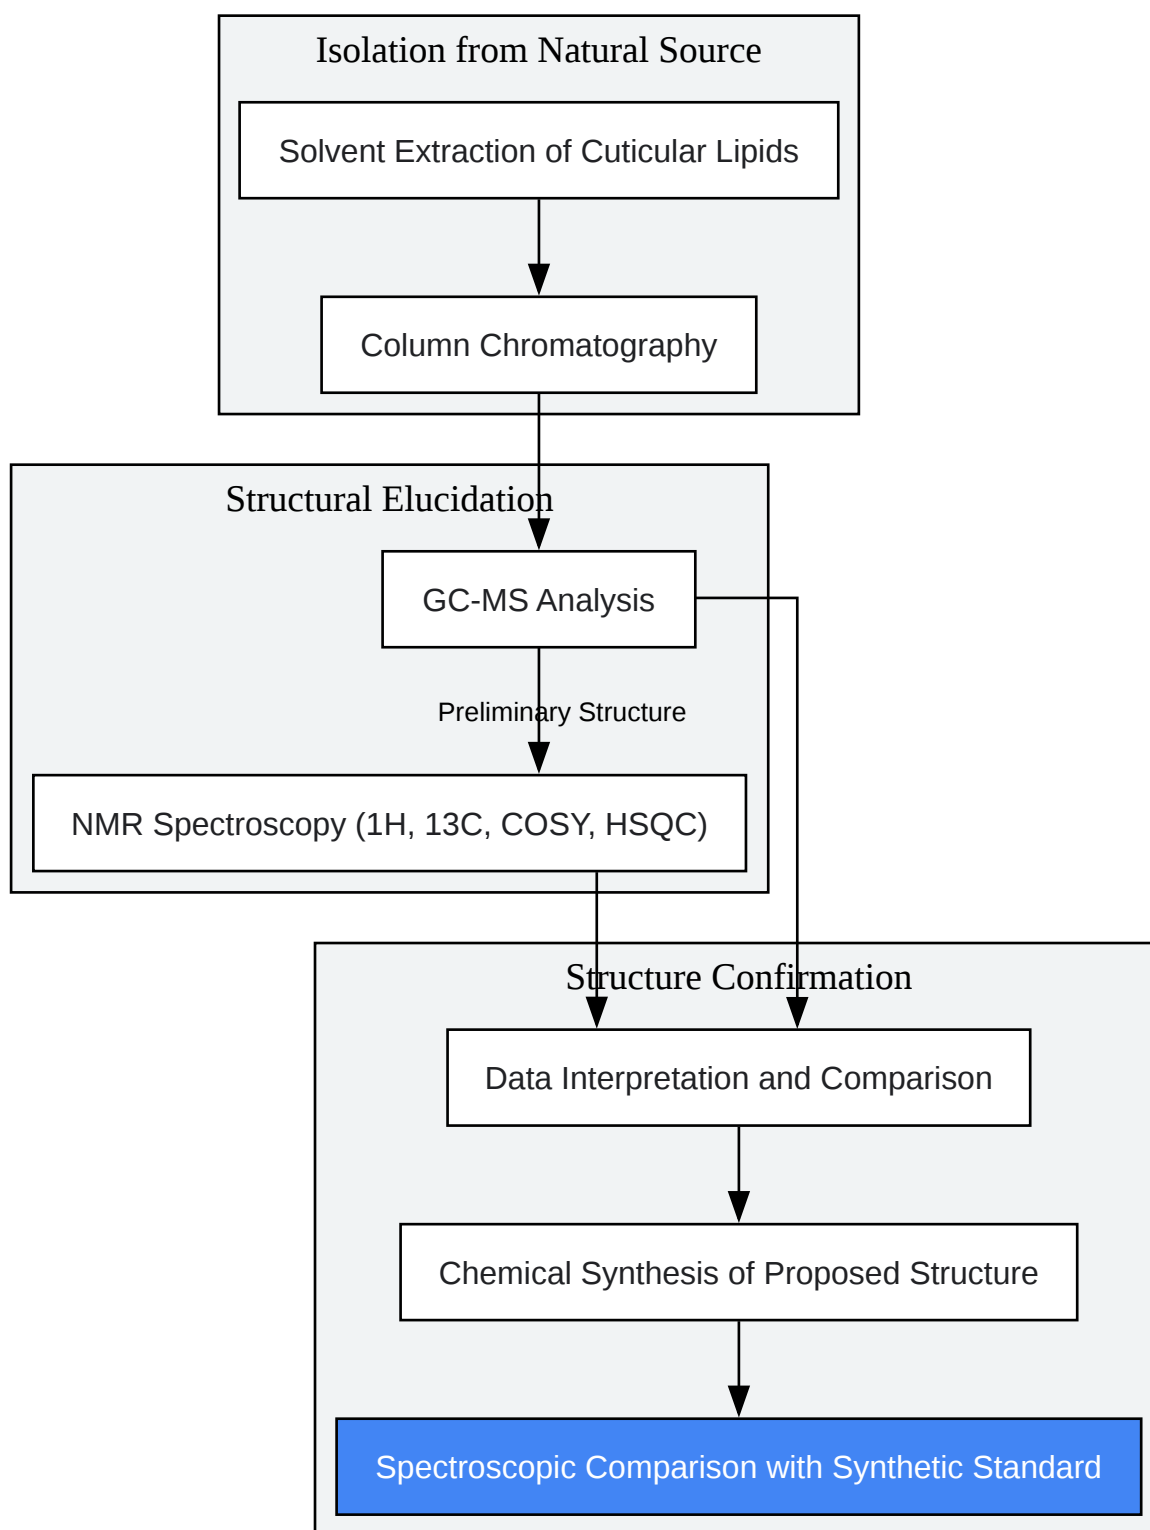 Isolation from Natural Source
Solvent Extraction of Cuticular Lipids
Column Chromatography
Structural Elucidation
GC-MS Analysis
Preliminary Structure
NMR Spectroscopy (1H, 13C, COSY, HSQC)
Structure Confirmation
Data Interpretation and Comparison
Chemical Synthesis of Proposed Structure
Spectroscopic Comparison with Synthetic Standard